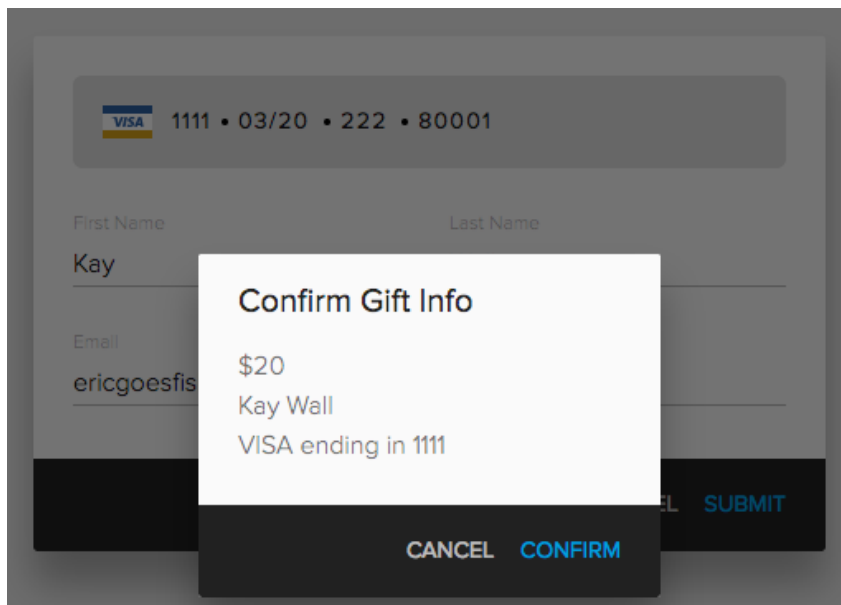 VISA 1111 • 03/20 • 222 • 80001
First Name
Last Name
Kay
Email
ericgoesfis
Confirm Gift Info
$20
Kay Wall
VISA ending in 1111
SUBMIT
CANCEL CONFIRM